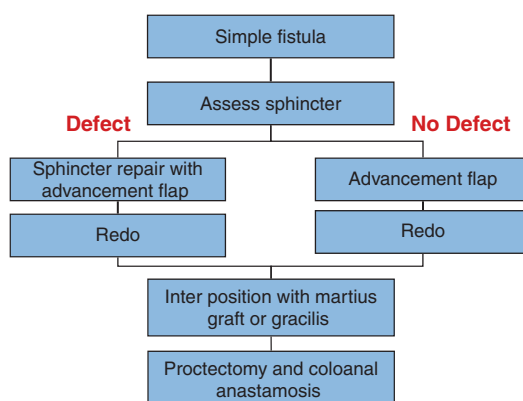 Simple fistula
Assess sphincter
Defect
No Defect
Sphincter repair with
advancement flap
Advancement flap
Redo
Redo
Inter position with martius
graft or gracilis
Proctectomy and coloanal
anastamosis